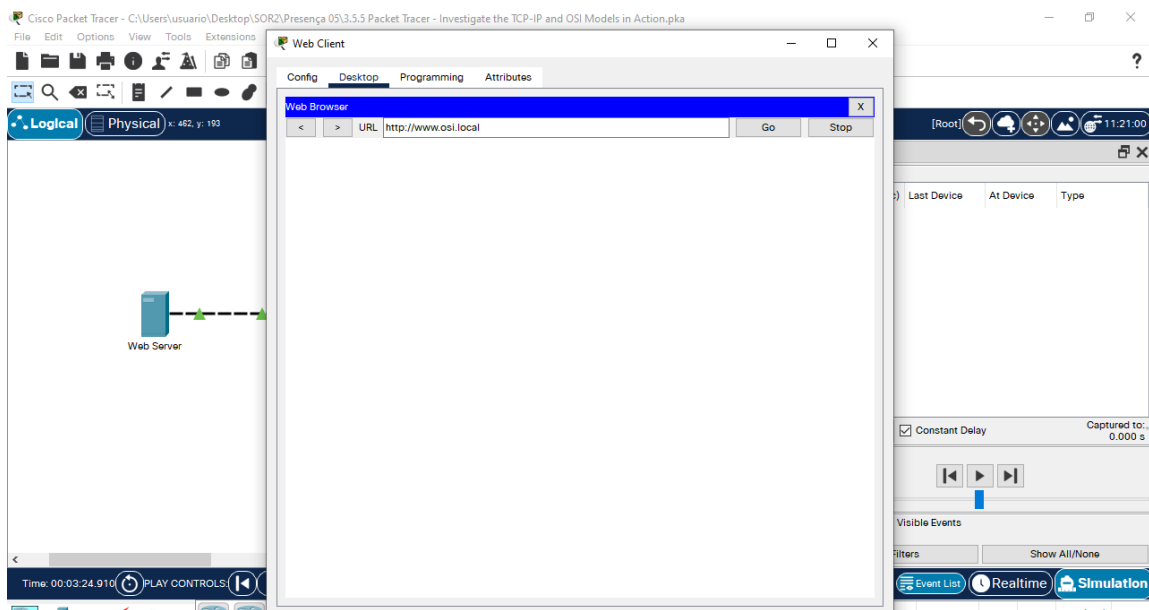 Cisco Packet Tracer - C:\Users\usuario\Desktop\SOR2\Presença 05\3.5.5 Packet Tracer - Investigate the TCP-IP and OSI Models in Action.pka
File Edit Options View Tools Extensions
Web Client
?
Config Desktop Programming Attributes
Web Browser X
< > URL http://www.osi.local Go Stop
Logical Physical x: 462, y: 193
[Root] 11:21:00
Last Device At Device Type
Web Server
Constant Delay
Captured to:
0.000 s
Visible Events
Filters Show All/None
Time: 00:03:24.910 PLAY CONTROLS:
Event List Realtime Simulation